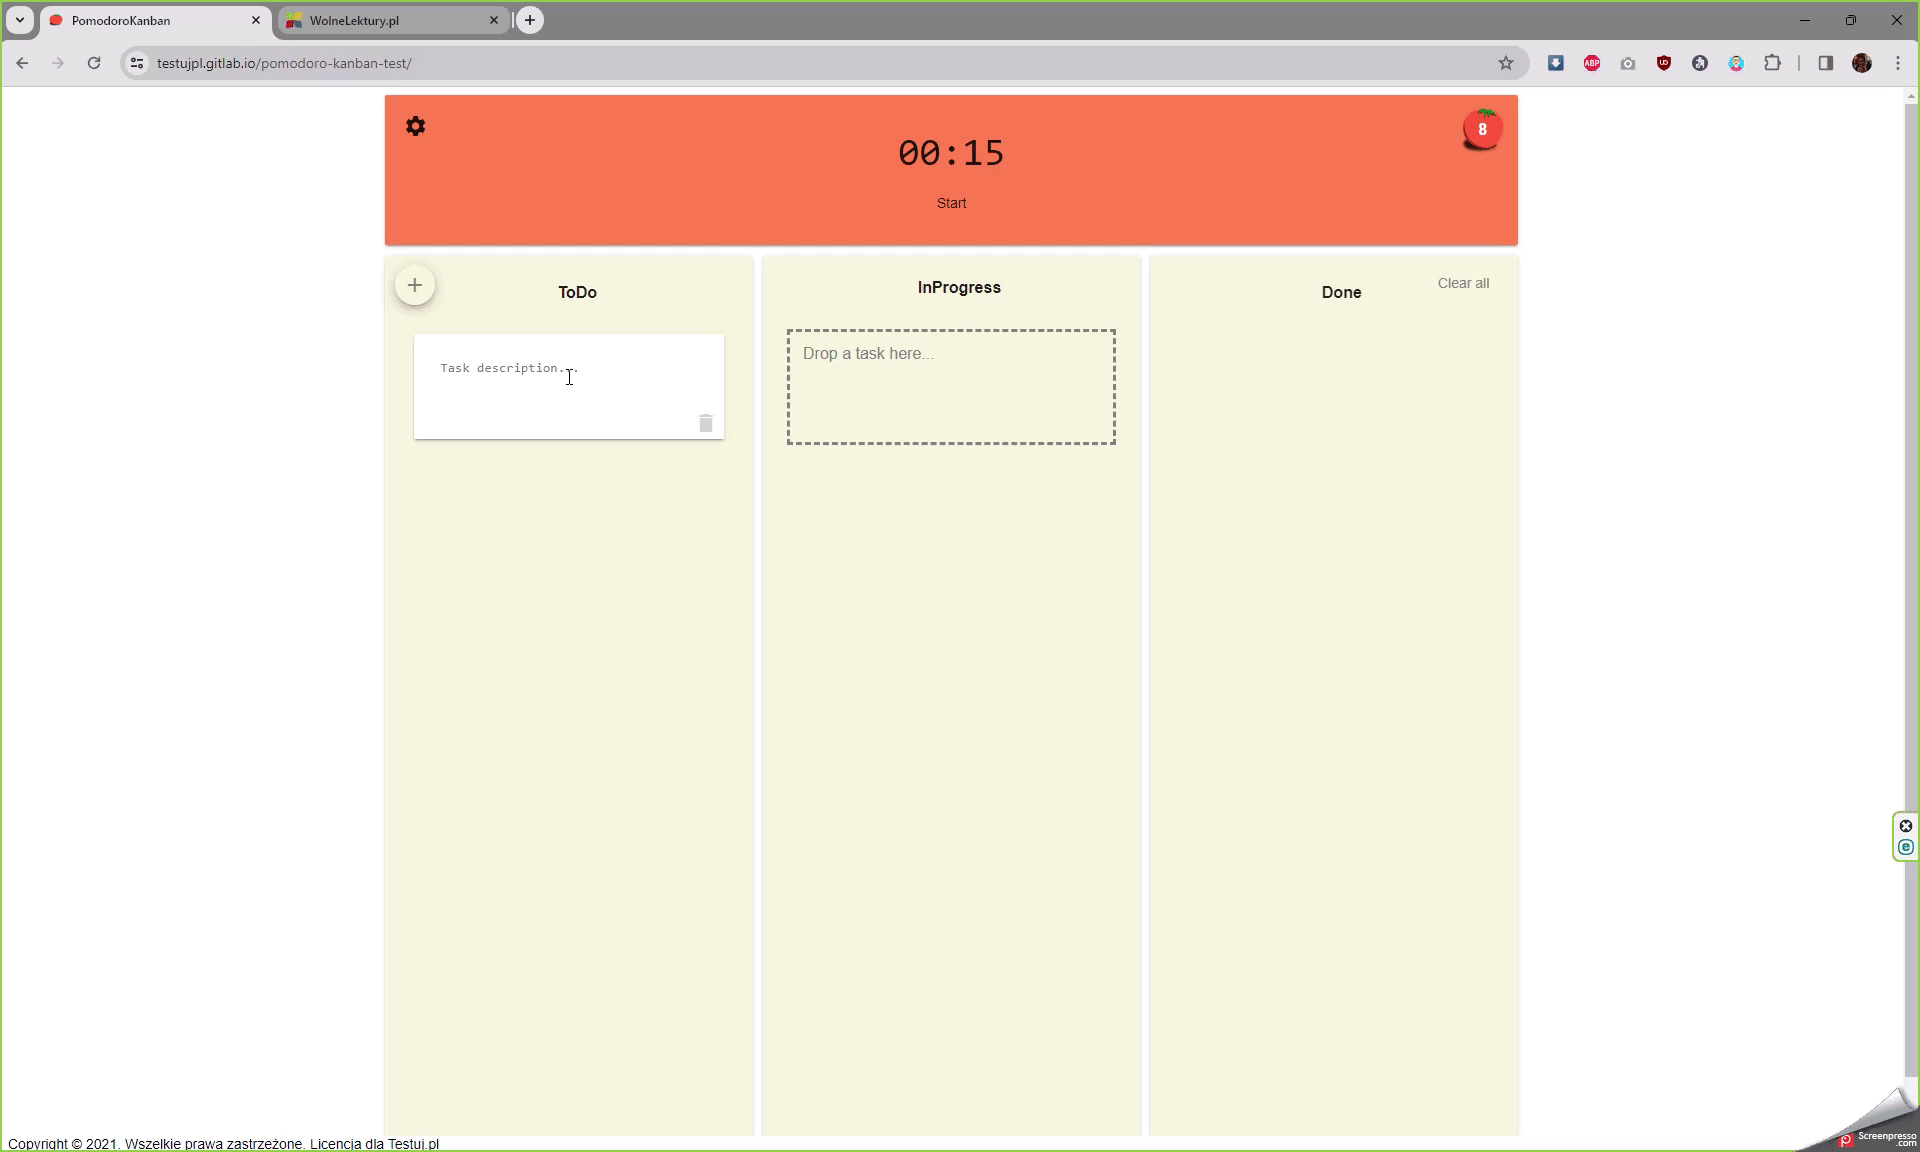 PomodoroKanban
WolneLektury.pl
testujpl.gitlab.io/pomodoro-kanban-test/
ABP
8
00:15
Start
ToDo
InProgress
Done
Clear all
Task description...
Drop a task here...
Copyright © 2021. Wszelkie prawa zastrzeżone. Licencja dla Testuj.pl
Screenpresso
.com